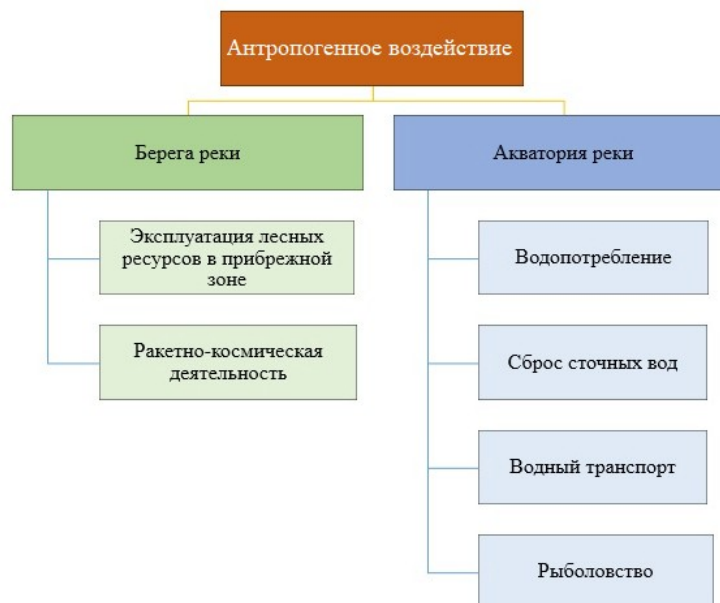 Антропогенное воздействие
Берега реки
Эксплуатация лесных
ресурсов в прибрежной
зоне
Ракетно-космическая
деятельность
Акватория реки
Водопотребление
Сброс сточных вод
Водный транспорт
Рыболовство